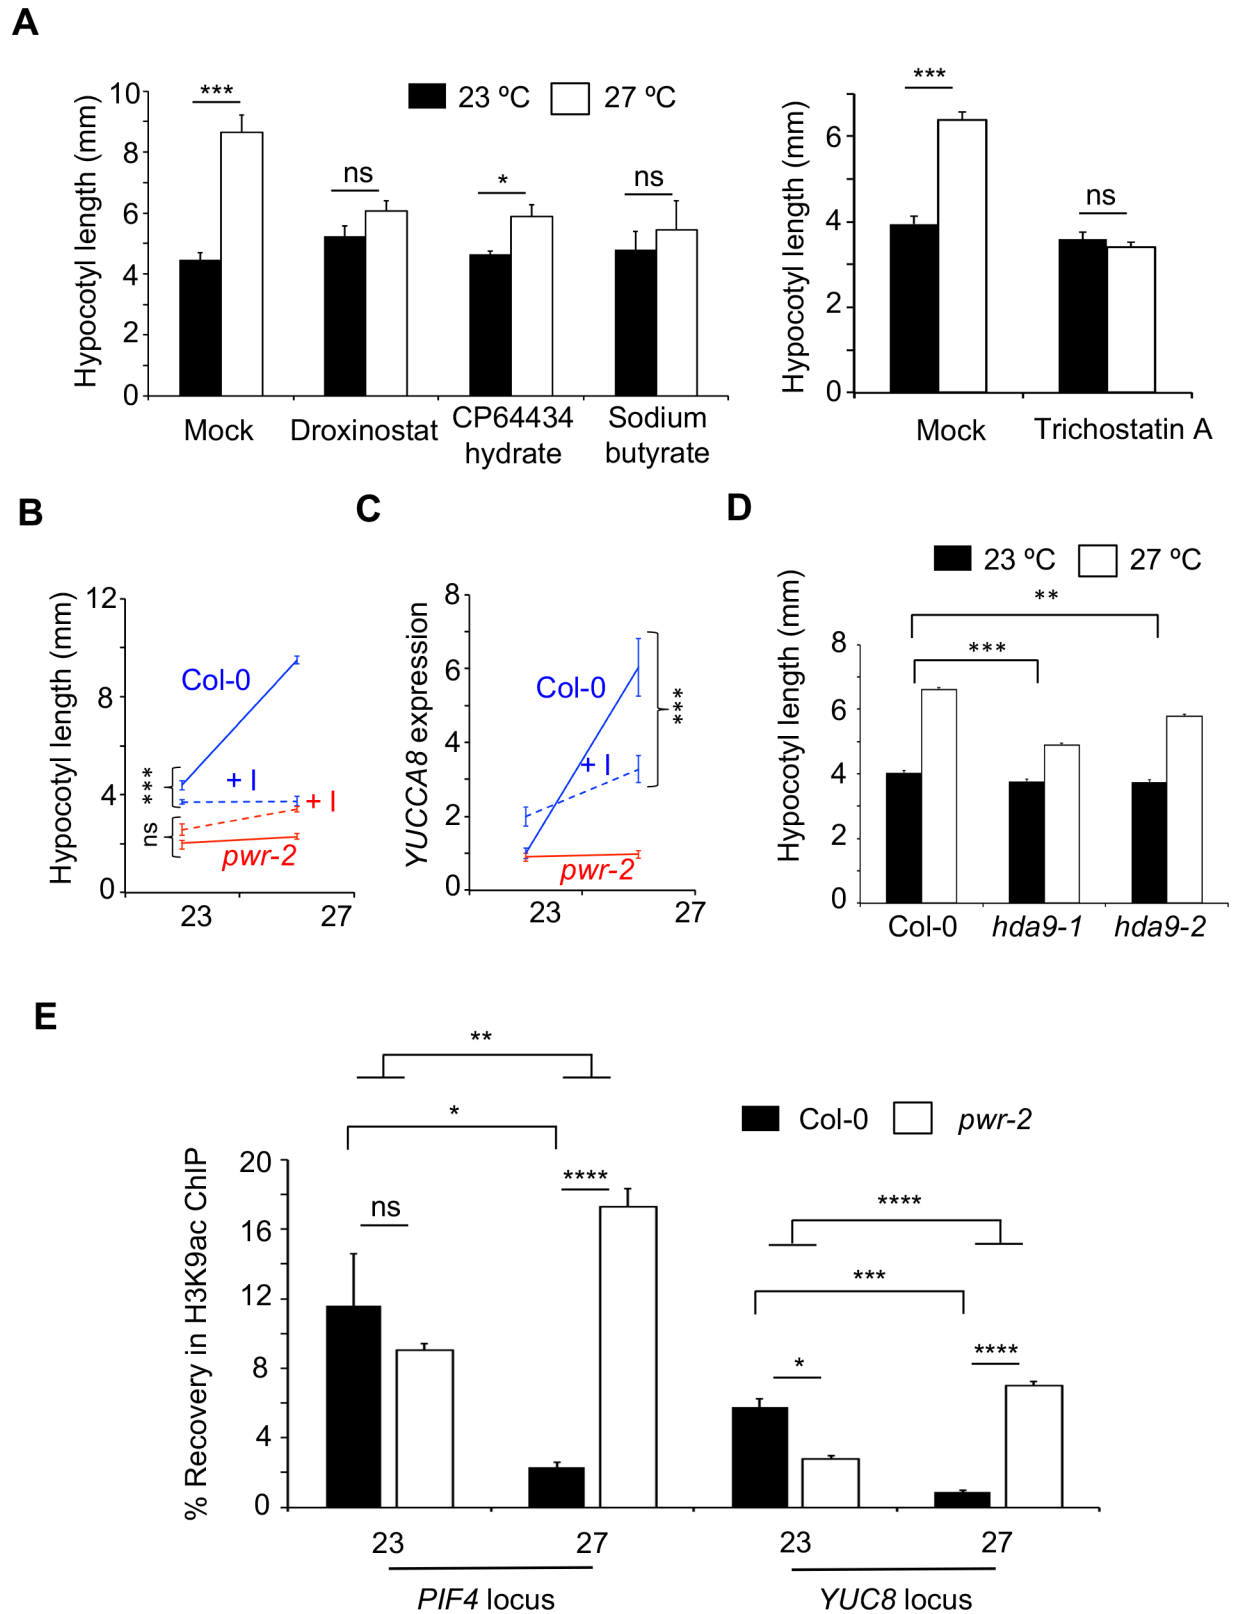 A
Hypocotyl length (mm)
10
8
6
4
2
0
***
ns
*
ns
23 ºC
27 ºC
Mock
Droxinostat
CP64434
hydrate
Sodium
butyrate
Hypocotyl length (mm)
6
4
2
0
***
ns
Mock
Trichostatin A
B
Hypocotyl length (mm)
12
8
4
0
Col-0
***
+ I
+ I
ns
pwr-2
23
27
C
YUCCA8 expression
8
6
4
2
0
Col-0
***
+ I
pwr-2
23
27
D
23 ºC
27 ºC
Hypocotyl length (mm)
8
6
4
2
0
**
***
Col-0
hda9-1
hda9-2
E
% Recovery in H3K9ac ChIP
20
16
12
8
4
0
**
*
ns
****
Col-0
pwr-2
****
***
*
****
23
27
23
27
PIF4 locus
YUC8 locus